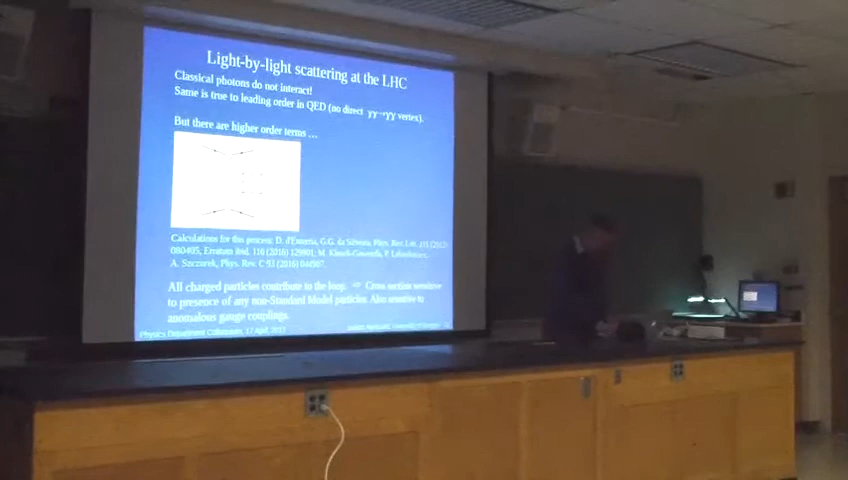 Light-by-light scattering at the LHC
Classical photons do not interact!
Same is true to leading order in QED (no direct γγ→γγ vertex).
But there are higher order terms …
Calculations for this process: D. d'Enterria, G.G. da Silveira, Phys. Rev. Lett. 111 (2013)
080405, Erratum ibid. 116 (2016) 129901; M.
A. Szczurek, Phys. Rev. C 93 (2016) 044907.
All charged particles contribute to the loop. ⇒ Cross section sensitive
to presence of any non-Standard Model particles. Also sensitive to
anomalous gauge couplings.
Physics Department Colloquium, 17 April, 2017